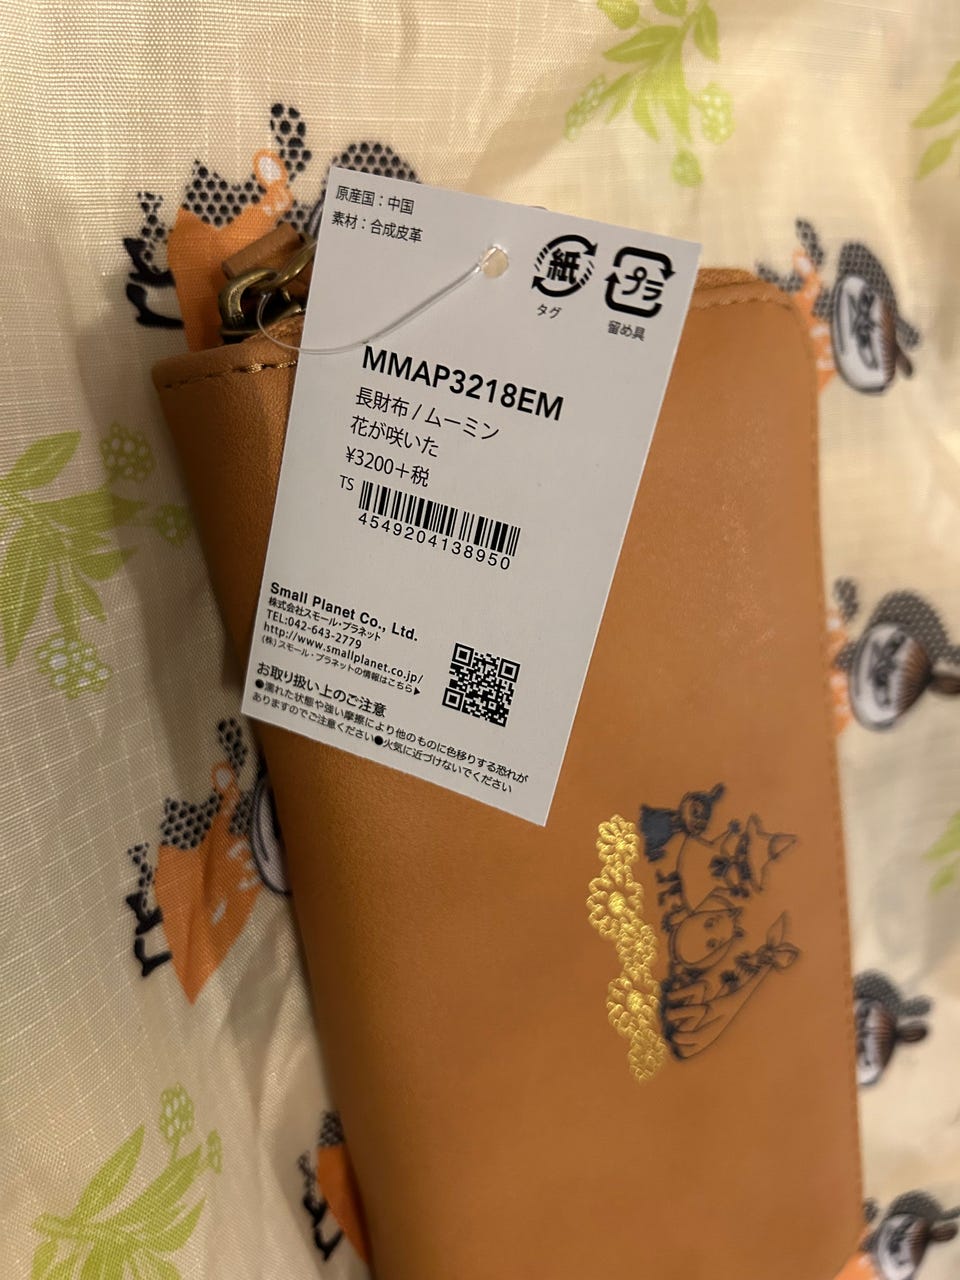 原産国：中国
素材：合成皮革
紙
タグ
プラ
留め具
MMAP3218EM
長財布/ムーミン
花が咲いた
¥3200+税
TS
4549204138950
Small Planet Co., Ltd.
株式会社スモール・プラネット
TEL:042-643-2779
http://www.smallplanet.co.jp/
(株)スモール・プラネットの情報はこちら▶
お取り扱い上のご注意
●濡れた状態や強い摩擦により他のものに色移りする恐れが
ありますのでご注意ください●火気に近づけないでください